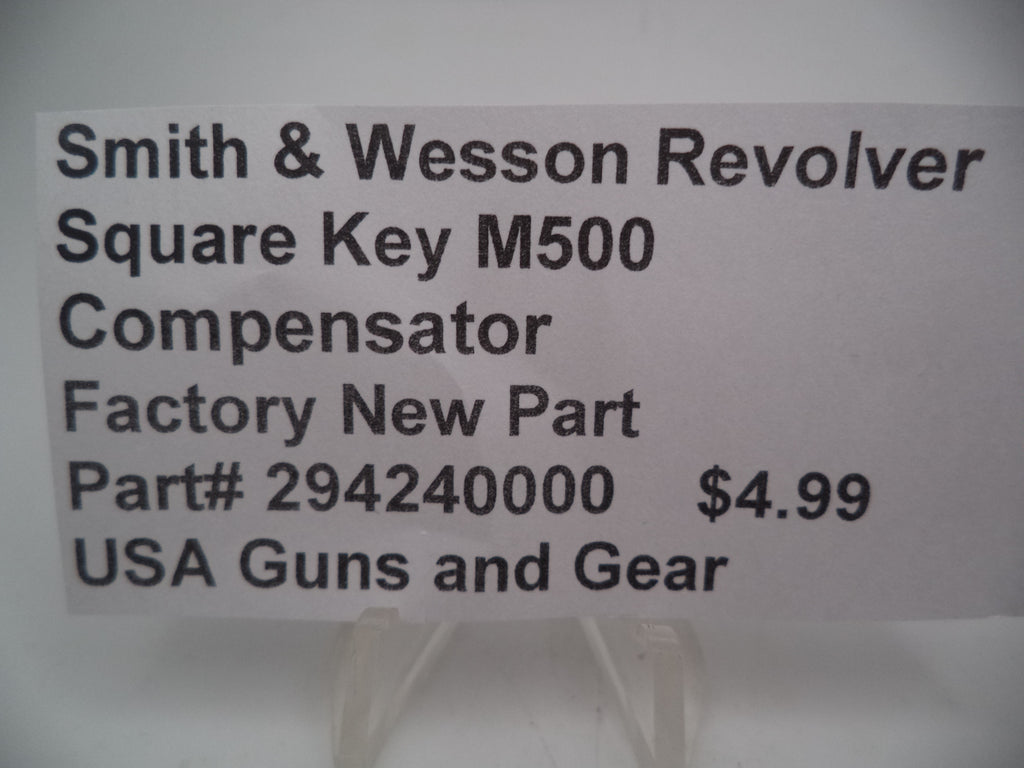 Smith & Wesson Revolver
Square Key M500
Compensator
Factory New Part
Part# 294240000 $4.99
USA Guns and Gear